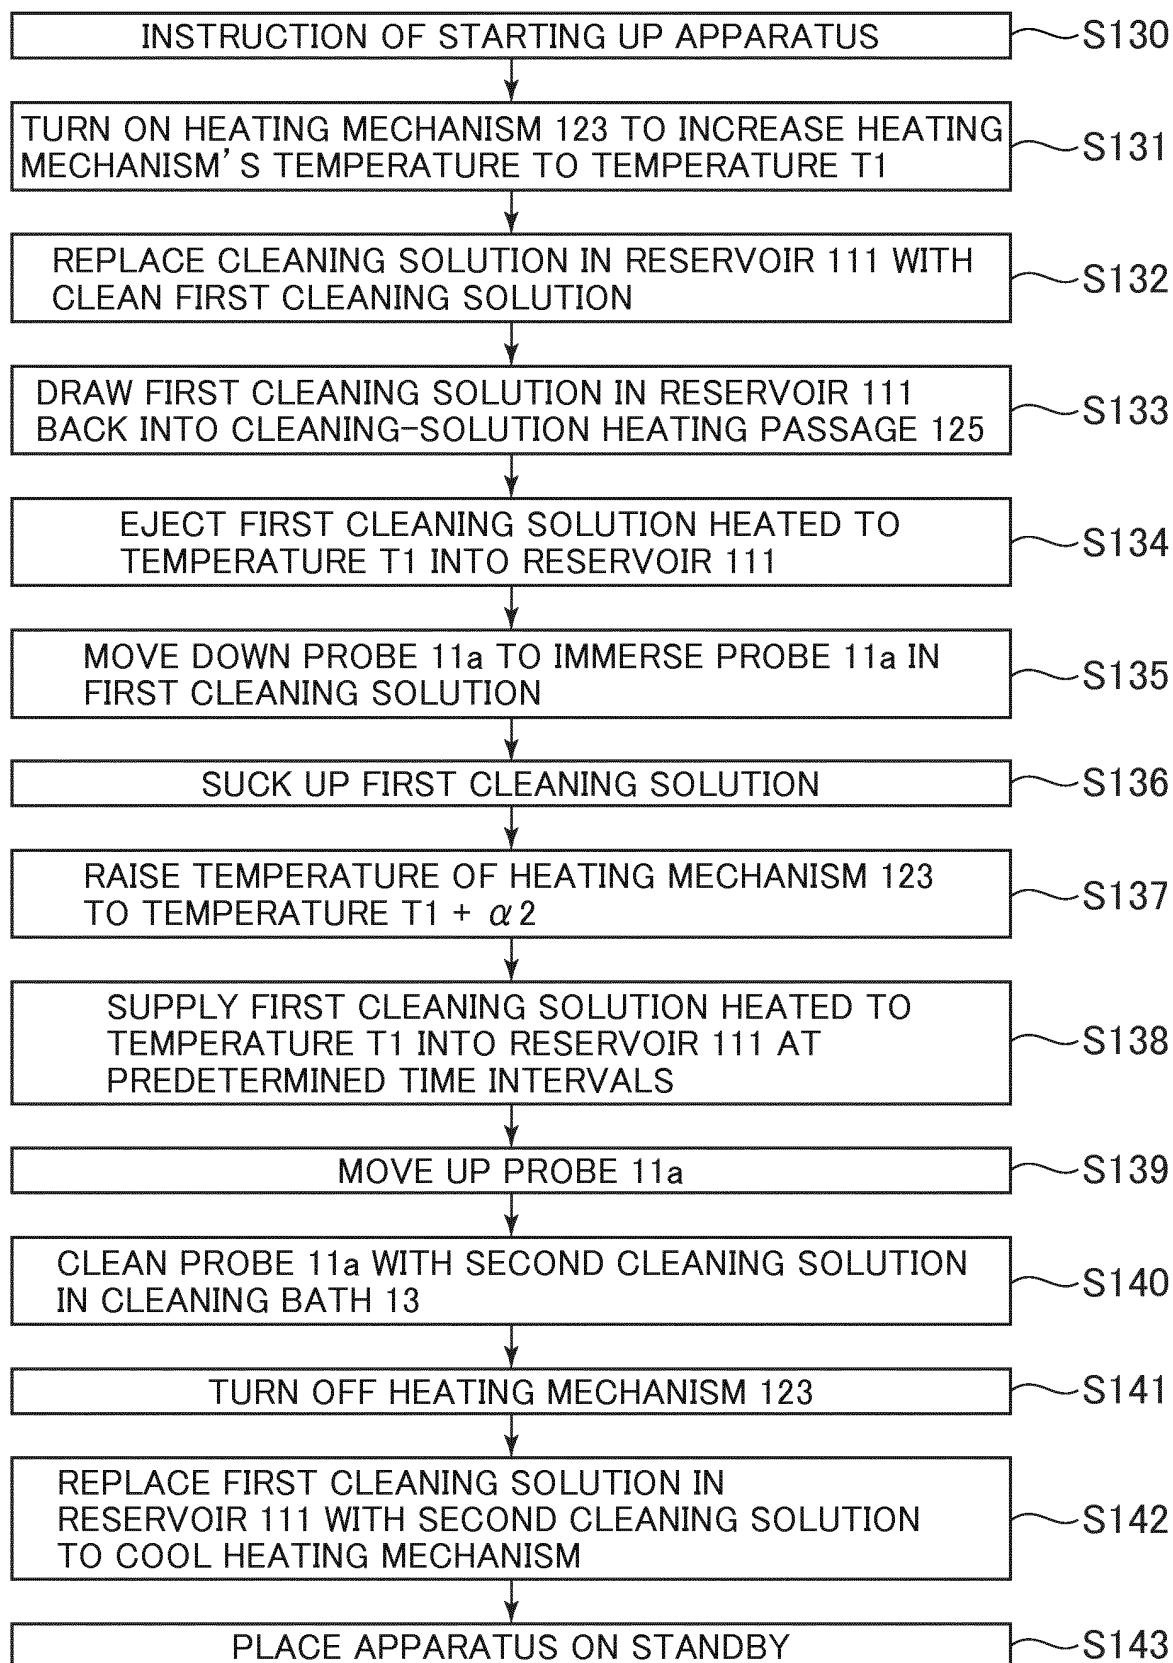 INSTRUCTION OF STARTING UP APPARATUS
S130
TURN ON HEATING MECHANISM 123 TO INCREASE HEATING
MECHANISM'S TEMPERATURE TO TEMPERATURE T1
S131
REPLACE CLEANING SOLUTION IN RESERVOIR 111 WITH
CLEAN FIRST CLEANING SOLUTION
S132
DRAW FIRST CLEANING SOLUTION IN RESERVOIR 111
BACK INTO CLEANING-SOLUTION HEATING PASSAGE 125
S133
EJECT FIRST CLEANING SOLUTION HEATED TO
TEMPERATURE T1 INTO RESERVOIR 111
S134
MOVE DOWN PROBE 11a TO IMMERSE PROBE 11a IN
FIRST CLEANING SOLUTION
S135
SUCK UP FIRST CLEANING SOLUTION
S136
RAISE TEMPERATURE OF HEATING MECHANISM 123
TO TEMPERATURE T1 + α2
S137
SUPPLY FIRST CLEANING SOLUTION HEATED TO
TEMPERATURE T1 INTO RESERVOIR 111 AT
PREDETERMINED TIME INTERVALS
S138
MOVE UP PROBE 11a
S139
CLEAN PROBE 11a WITH SECOND CLEANING SOLUTION
IN CLEANING BATH 13
S140
TURN OFF HEATING MECHANISM 123
S141
REPLACE FIRST CLEANING SOLUTION IN
RESERVOIR 111 WITH SECOND CLEANING SOLUTION
TO COOL HEATING MECHANISM
S142
PLACE APPARATUS ON STANDBY
S143